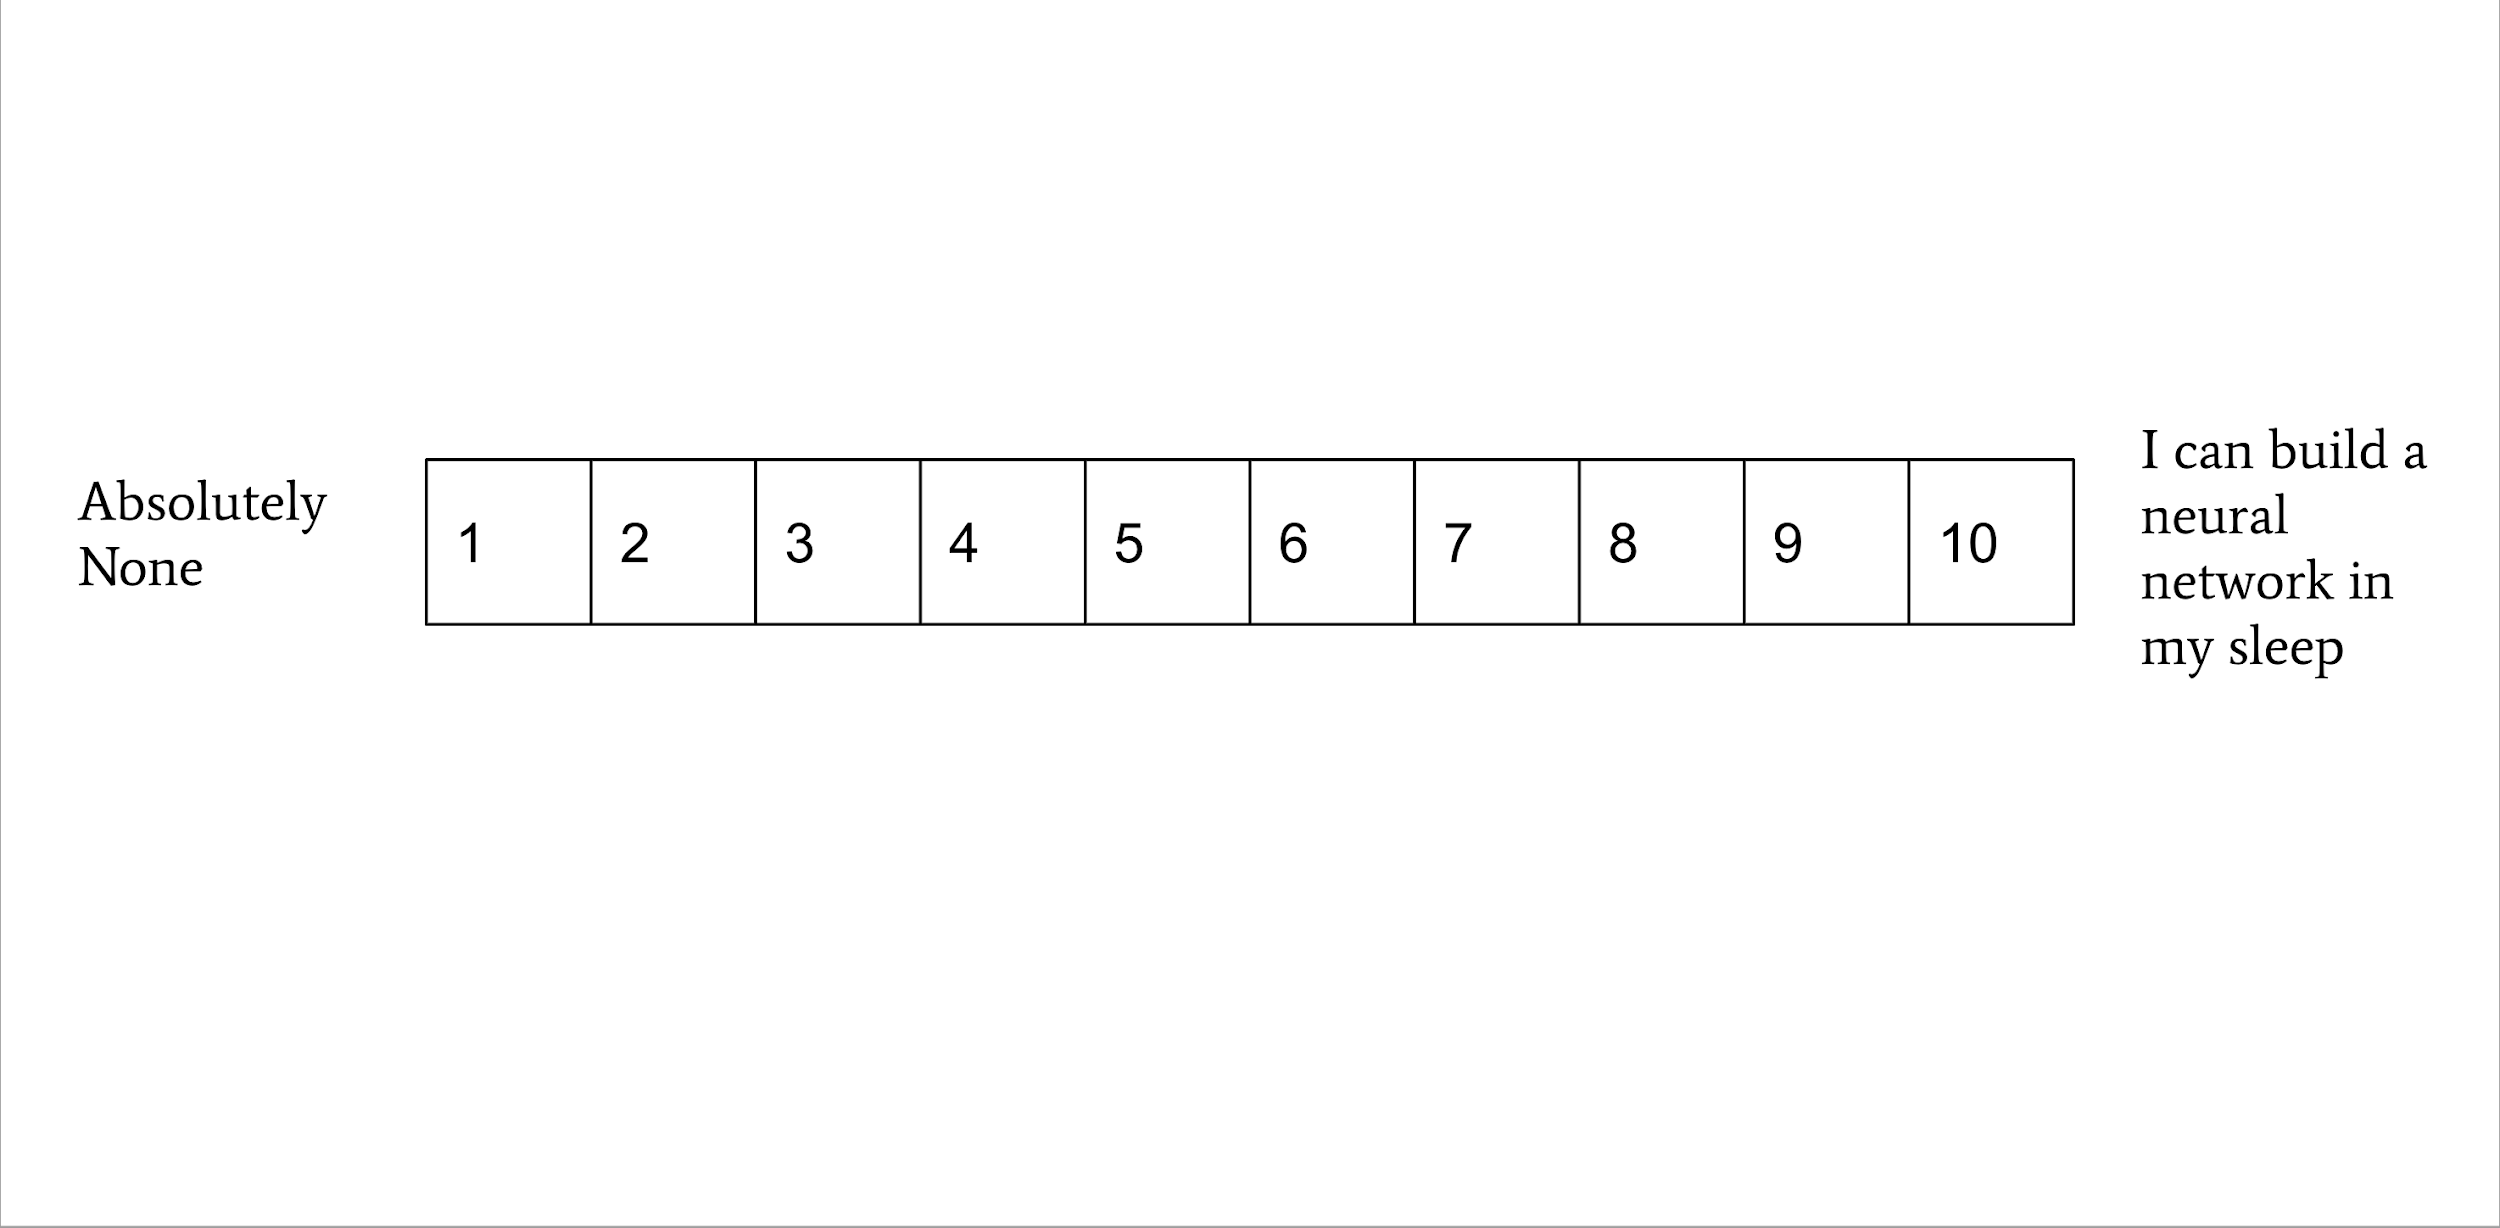 Absolutely
None
1 2 3 4 5 6 7 8 9 10
I can build a
neural
network in
my sleep